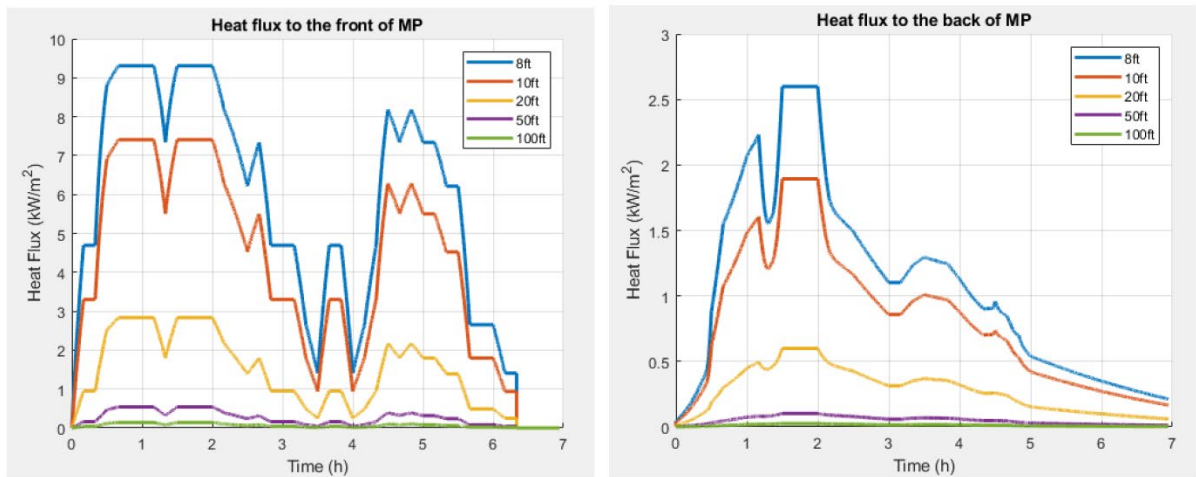 Heat flux to the front of MP
10
9
8
7
6
5
4
3
2
1
0
Heat Flux (kW/m²)
8ft
10ft
20ft
50ft
100ft
0 1 2 3 4 5 6 7
Time (h)
Heat flux to the back of MP
3
2.5
2
1.5
1
0.5
0
Heat Flux (kW/m²)
8ft
10ft
20ft
50ft
100ft
0 1 2 3 4 5 6 7
Time (h)